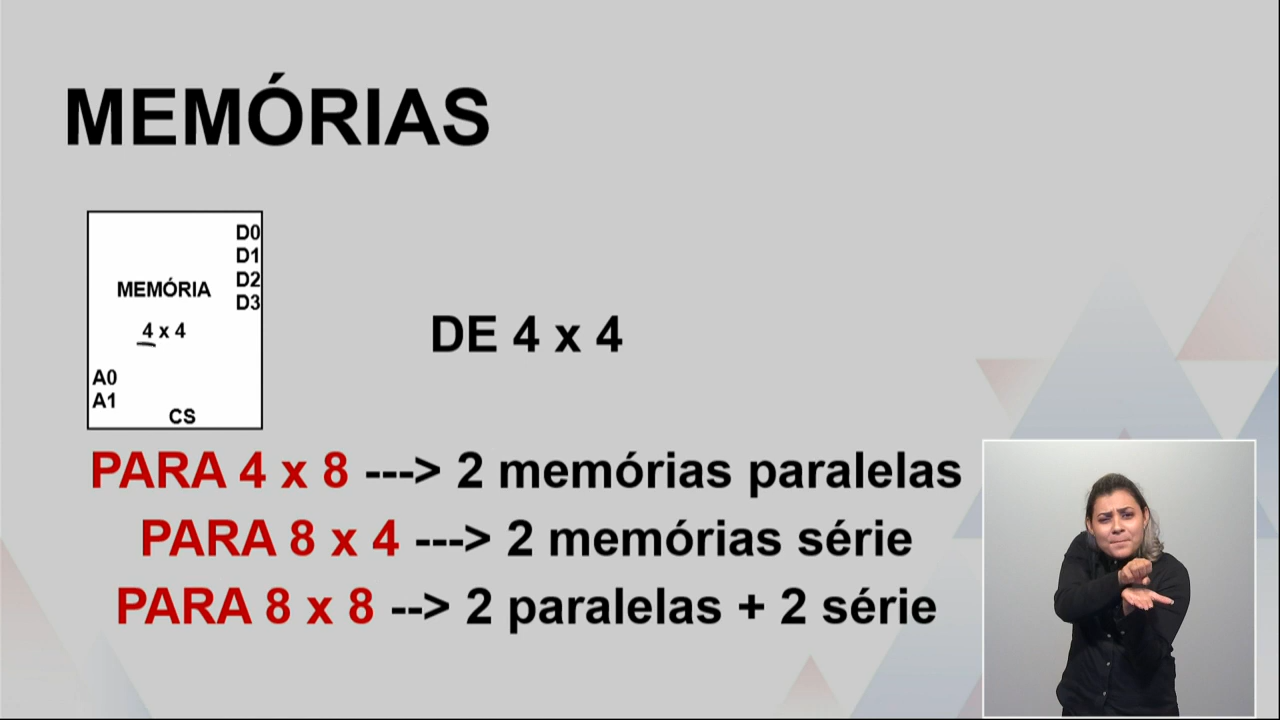 MEMÓRIAS
D0
D1
D2
D3
MEMÓRIA
4 x 4
A0
A1
CS
DE 4 x 4
PARA 4 x 8 ---> 2 memórias paralelas
PARA 8 x 4 ---> 2 memórias série
PARA 8 x 8 --> 2 paralelas + 2 série